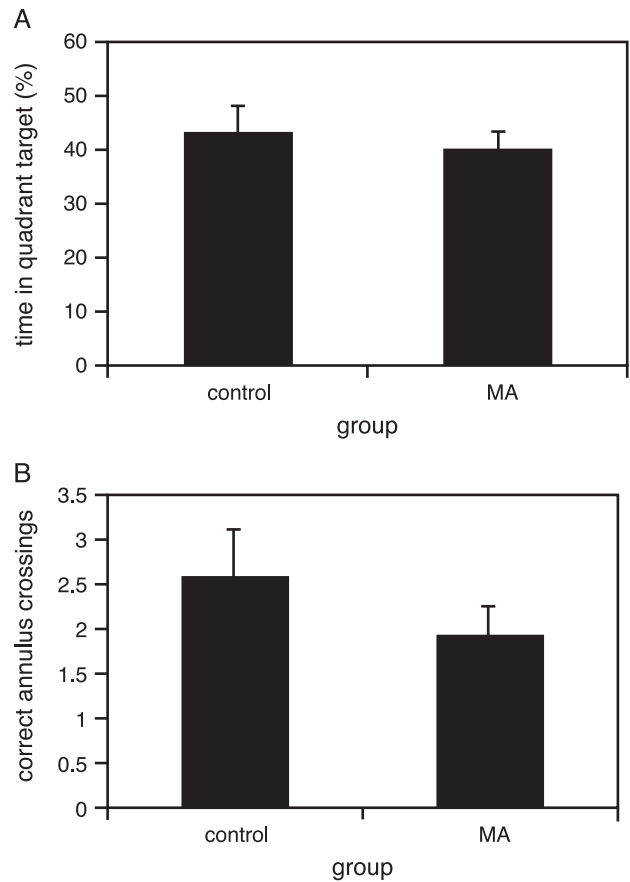 A
time in quadrant target (%)
60
50
40
30
20
10
0
control MA
group
B
correct annulus crossings
3.5
3
2.5
2
1.5
1
0.5
0
control MA
group